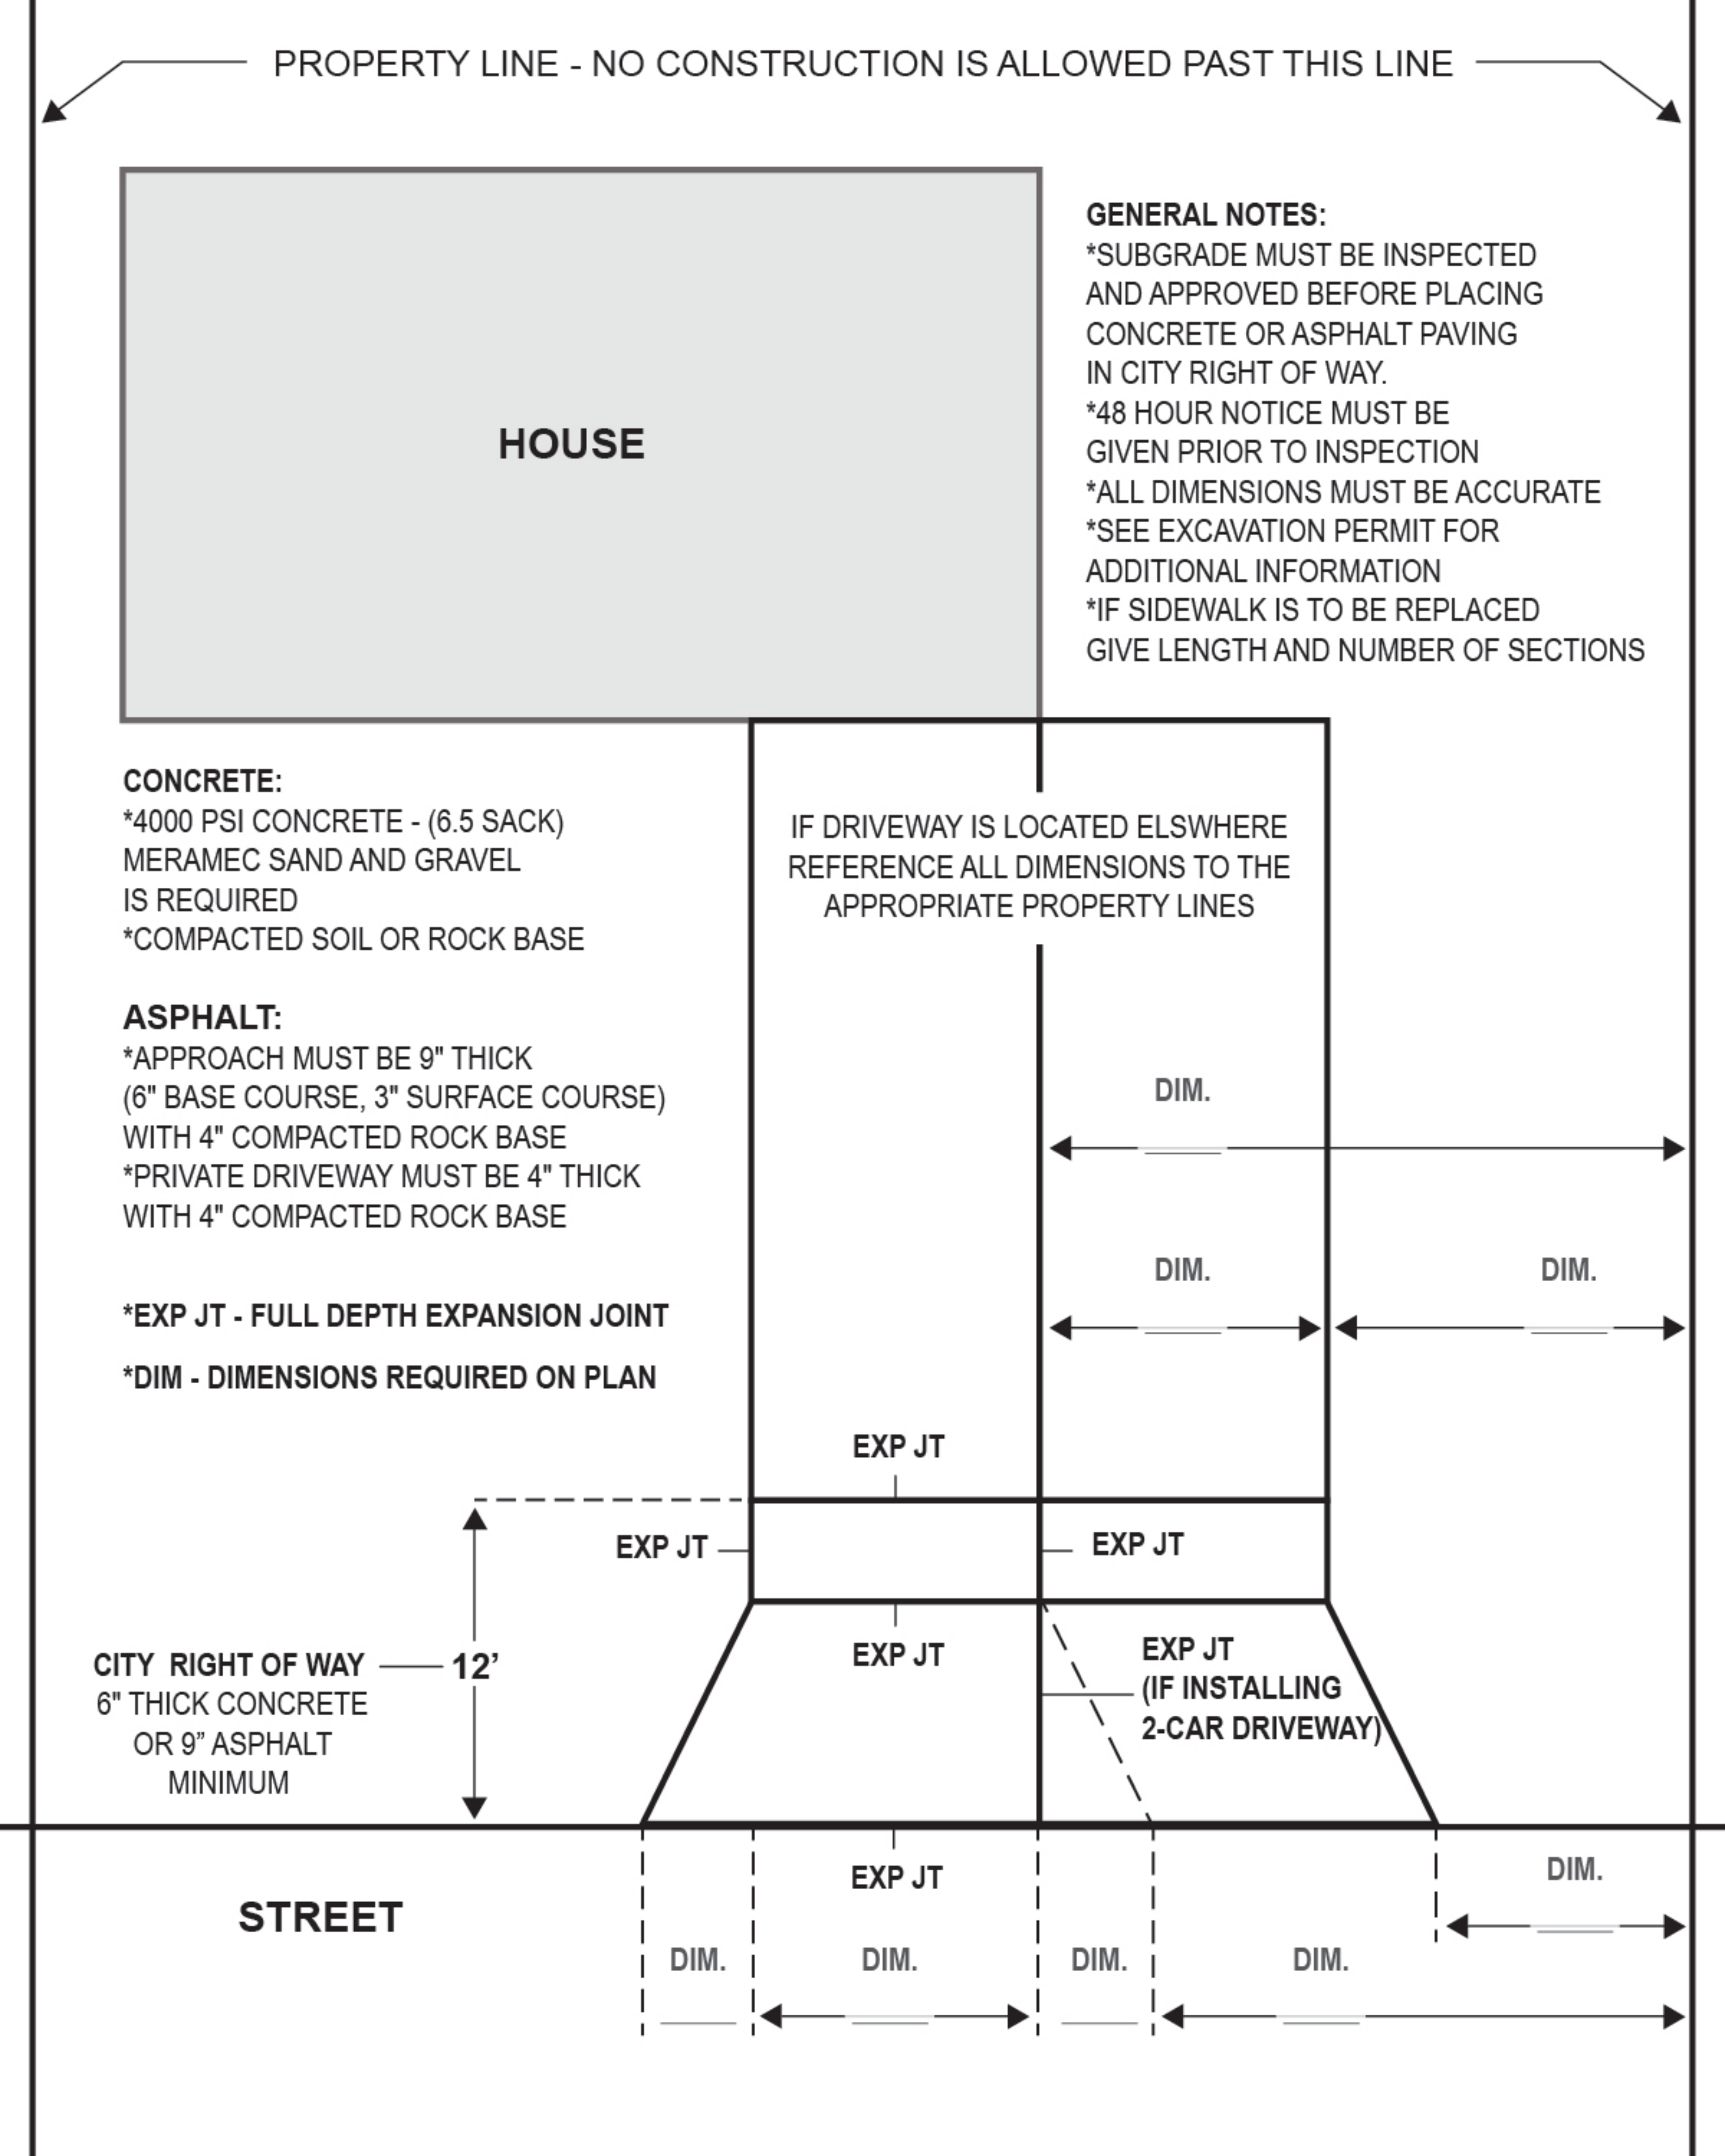 PROPERTY LINE - NO CONSTRUCTION IS ALLOWED PAST THIS LINE
HOUSE
GENERAL NOTES:
*SUBGRADE MUST BE INSPECTED
AND APPROVED BEFORE PLACING
CONCRETE OR ASPHALT PAVING
IN CITY RIGHT OF WAY.
*48 HOUR NOTICE MUST BE
GIVEN PRIOR TO INSPECTION
*ALL DIMENSIONS MUST BE ACCURATE
*SEE EXCAVATION PERMIT FOR
ADDITIONAL INFORMATION
*IF SIDEWALK IS TO BE REPLACED
GIVE LENGTH AND NUMBER OF SECTIONS
CONCRETE:
*4000 PSI CONCRETE - (6.5 SACK)
MERAMEC SAND AND GRAVEL
IS REQUIRED
*COMPACTED SOIL OR ROCK BASE
ASPHALT:
*APPROACH MUST BE 9" THICK
(6" BASE COURSE, 3" SURFACE COURSE)
WITH 4" COMPACTED ROCK BASE
*PRIVATE DRIVEWAY MUST BE 4" THICK
WITH 4" COMPACTED ROCK BASE
*EXP JT - FULL DEPTH EXPANSION JOINT
*DIM - DIMENSIONS REQUIRED ON PLAN
IF DRIVEWAY IS LOCATED ELSWHERE
REFERENCE ALL DIMENSIONS TO THE
APPROPRIATE PROPERTY LINES
DIM.
DIM.
DIM.
EXP JT
EXP JT
EXP JT
EXP JT
EXP JT
(IF INSTALLING
2-CAR DRIVEWAY)
CITY RIGHT OF WAY
12’
6" THICK CONCRETE
OR 9” ASPHALT
MINIMUM
EXP JT
STREET
DIM.
DIM.
DIM.
DIM.
DIM.